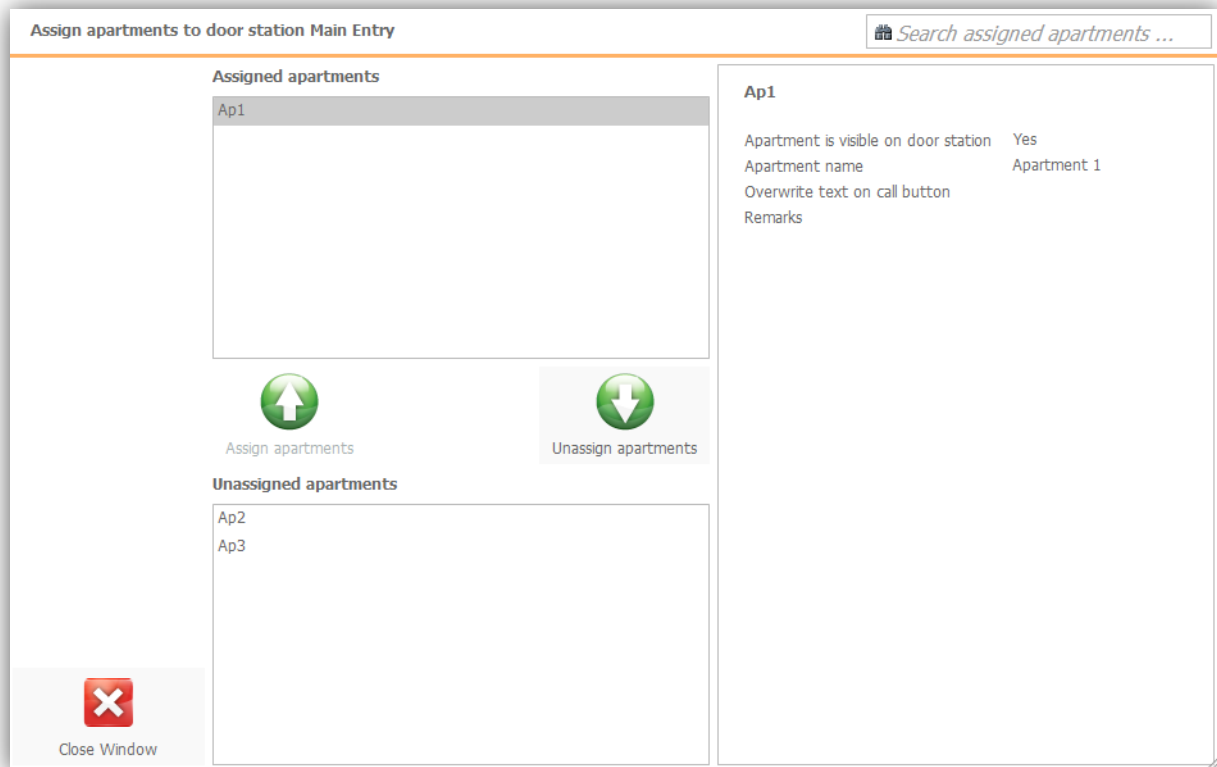 Assign apartments to door station Main Entry
Search assigned apartments ...
Assigned apartments
Ap1
Assign apartments
Unassign apartments
Unassigned apartments
Ap2
Ap3
Close Window
Ap1
Apartment is visible on door station Yes
Apartment name Apartment 1
Overwrite text on call button
Remarks